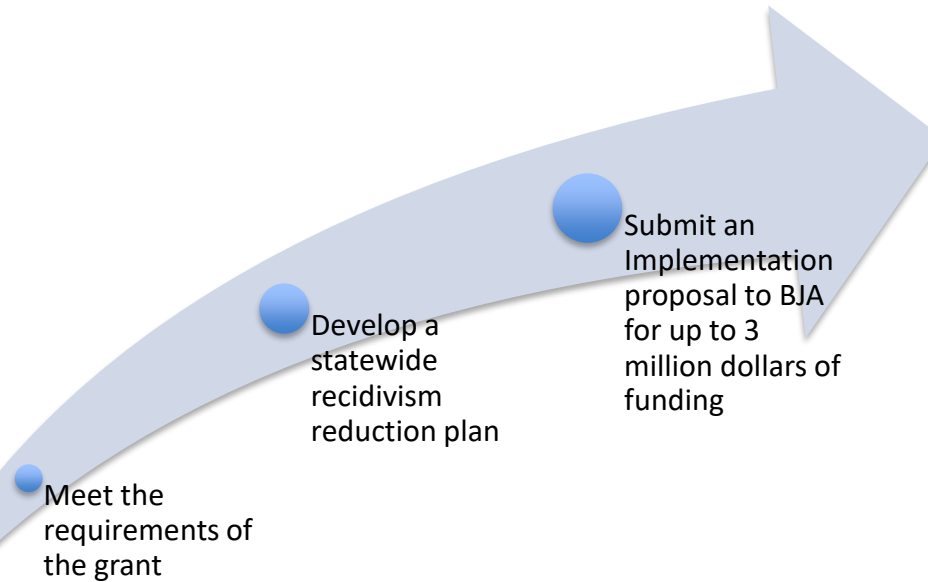 Meet the
requirements of
the grant
Develop a
statewide
recidivism
reduction plan
Submit an
Implementation
proposal to BJA
for up to 3
million dollars of
funding